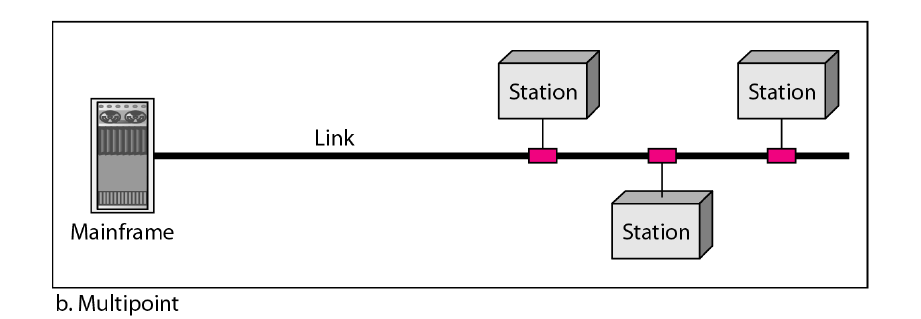 Station
Station
Link
Mainframe
Station
b. Multipoint